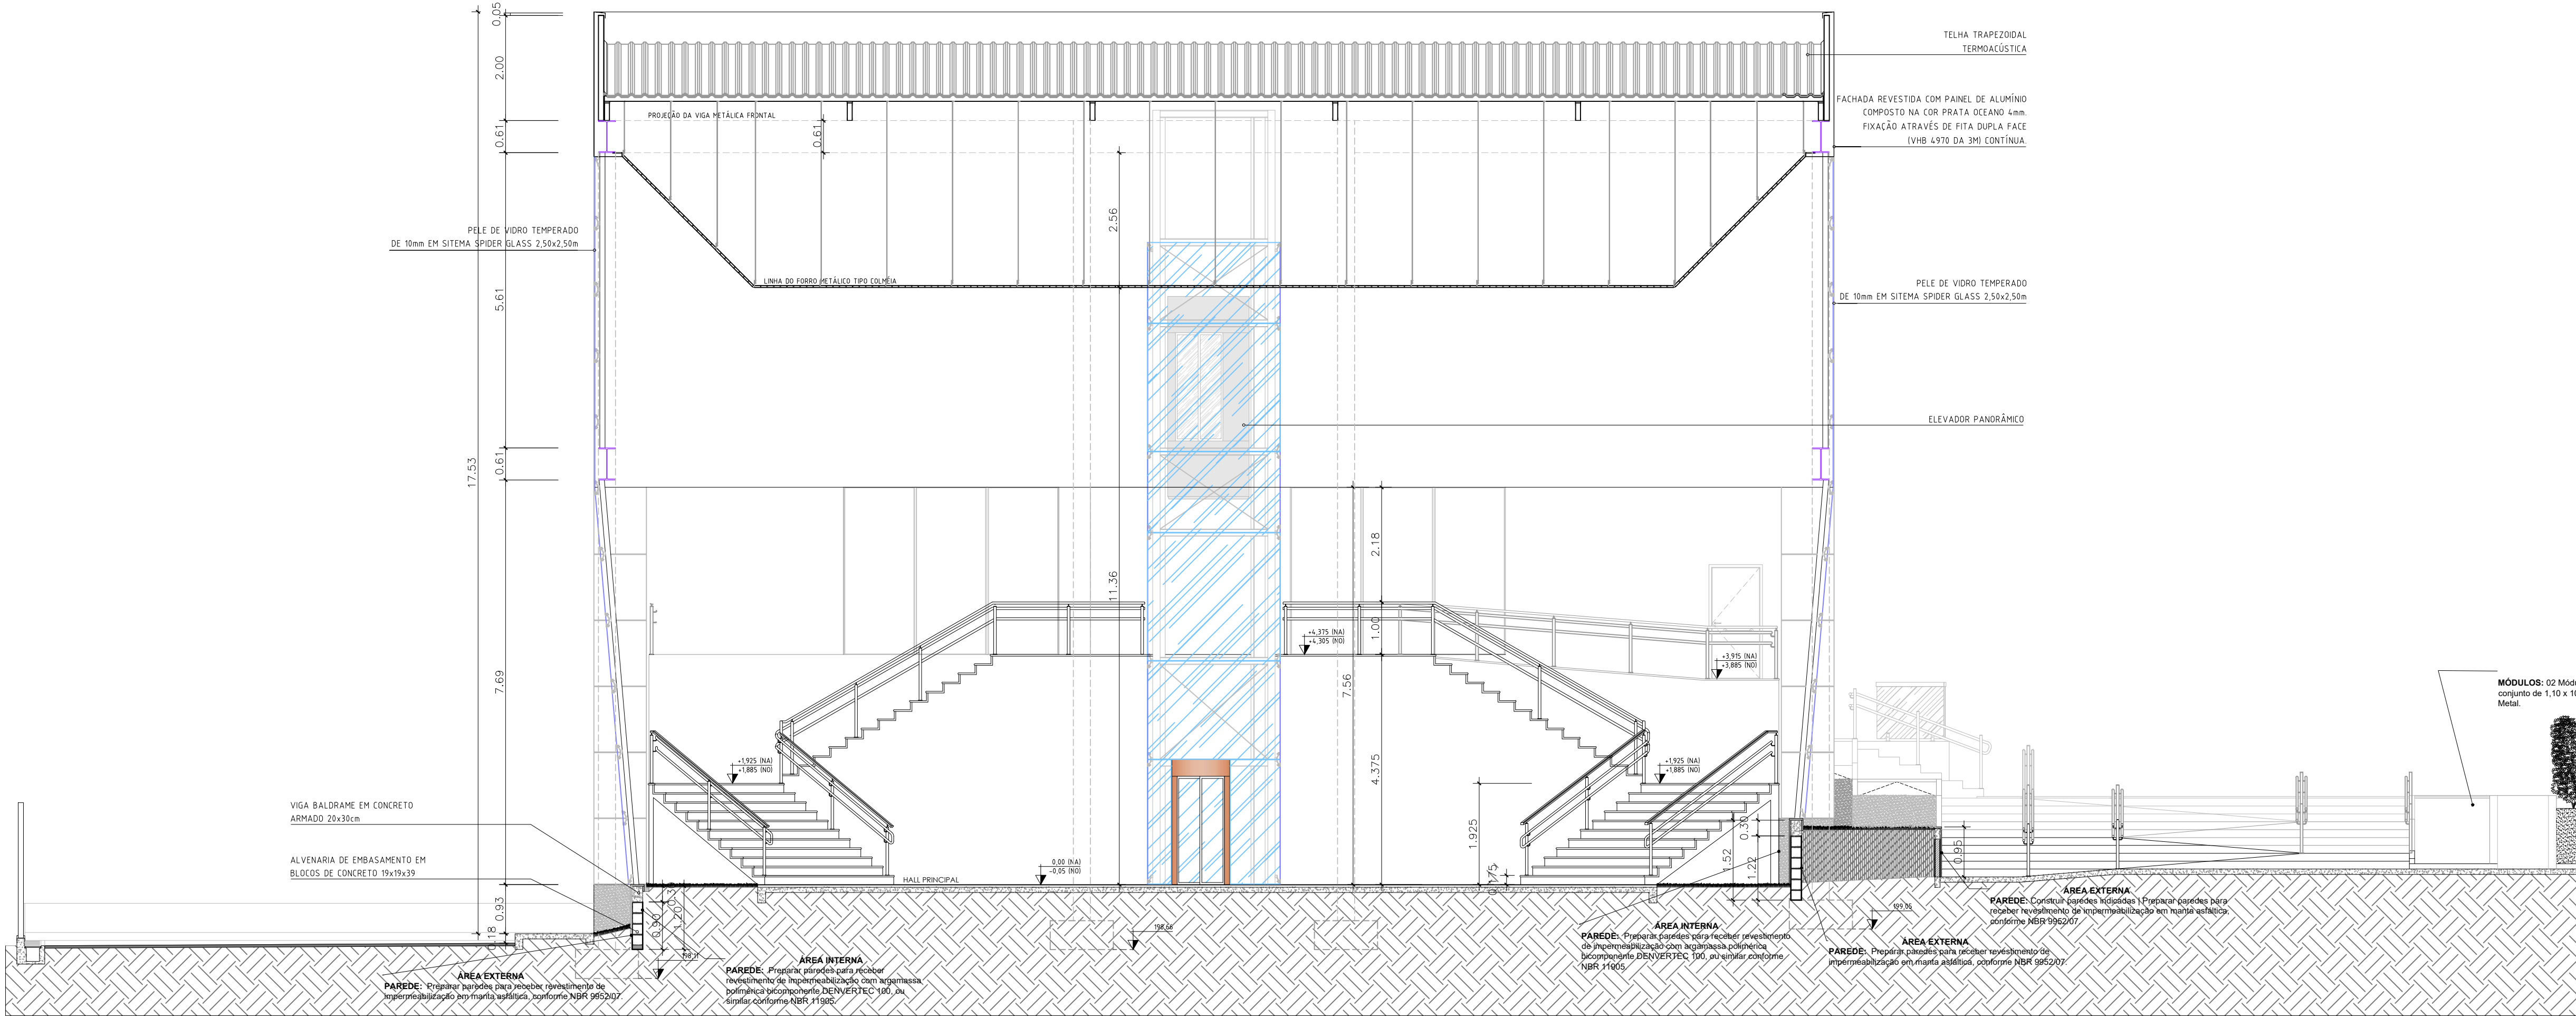 0.05
2.00
0.61
5.61
0.61
17.53
7.69
0.93
0.18
TELHA TRAPEZOIDAL
TERMOACÚSTICA
FACHADA REVESTIDA COM PAINEL DE ALUMÍNIO
COMPOSTO NA COR PRATA OCEANO 4mm.
FIXAÇÃO ATRAVÉS DE FITA DUPLA FACE
(VHB 4970 DA 3M) CONTÍNUA.
PROJEÇÃO DA VIGA METÁLICA FRONTAL
0.61
2.56
PELE DE VIDRO TEMPERADO
DE 10mm EM SITEMA SPIDER GLASS 2,50x2,50m
LINHA DO FORRO METÁLICO TIPO COLMÉIA
PELE DE VIDRO TEMPERADO
DE 10mm EM SITEMA SPIDER GLASS 2,50x2,50m
ELEVADOR PANORÂMICO
11.36
2.18
1.00
7.56
4.375
+4,375 (NA)
+4,305 (NO)
+3,915 (NA)
+3,885 (NO)
+1,925 (NA)
+1,885 (NO)
+1,925 (NA)
+1,885 (NO)
1.925
0.30
1.52
1.22
0.95
MÓDULOS: 02 Módu
conjunto de 1,10 x 10
Metal.
VIGA BALDRAME EM CONCRETO
ARMADO 20x30cm
ALVENARIA DE EMBASAMENTO EM
BLOCOS DE CONCRETO 19x19x39
HALL PRINCIPAL
0,00 (NA)
-0,05 (NO)
0.90
1.20
198,11
198,66
199,05
ÁREA EXTERNA
PAREDE: Preparar paredes para receber revestimento de
impermeabilização em manta asfáltica, conforme NBR 9952/07.
ÁREA INTERNA
PAREDE: Preparar paredes para receber
revestimento de impermeabilização com argamassa
polimérica bicomponente DENVERTEC 100, ou
similar conforme NBR 11905.
ÁREA INTERNA
PAREDE: Preparar paredes para receber revestimento
de impermeabilização com argamassa polimérica
bicomponente DENVERTEC 100, ou similar conforme
NBR 11905.
ÁREA EXTERNA
PAREDE: Preparar paredes para receber revestimento de
impermeabilização em manta asfáltica, conforme NBR 9952/07.
ÁREA EXTERNA
PAREDE: Construir paredes indicadas | Preparar paredes para
receber revestimento de impermeabilização em manta asfáltica,
conforme NBR 9952/07.